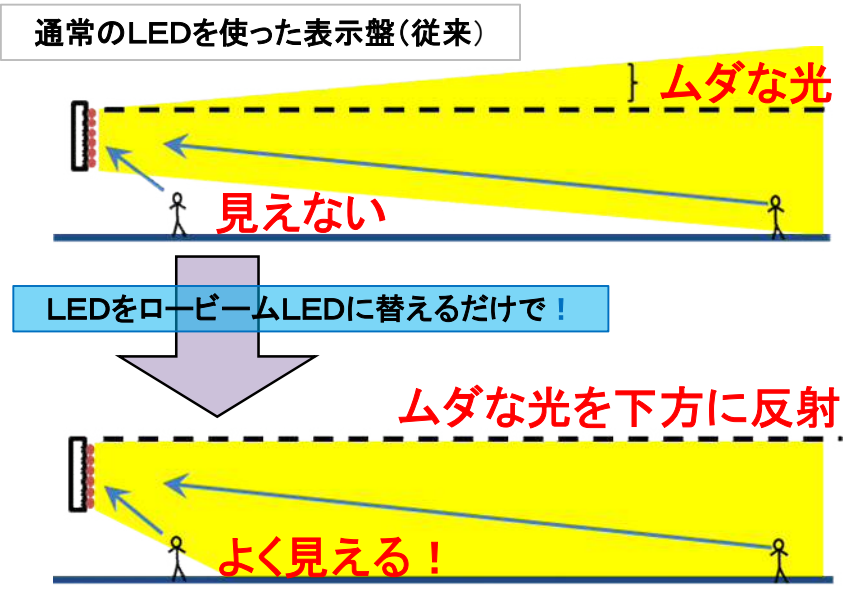 通常のLEDを使った表示盤(従来)
ムダな光
見えない
LEDをロービームLEDに替えるだけで!
ムダな光を下方に反射
よく見える!